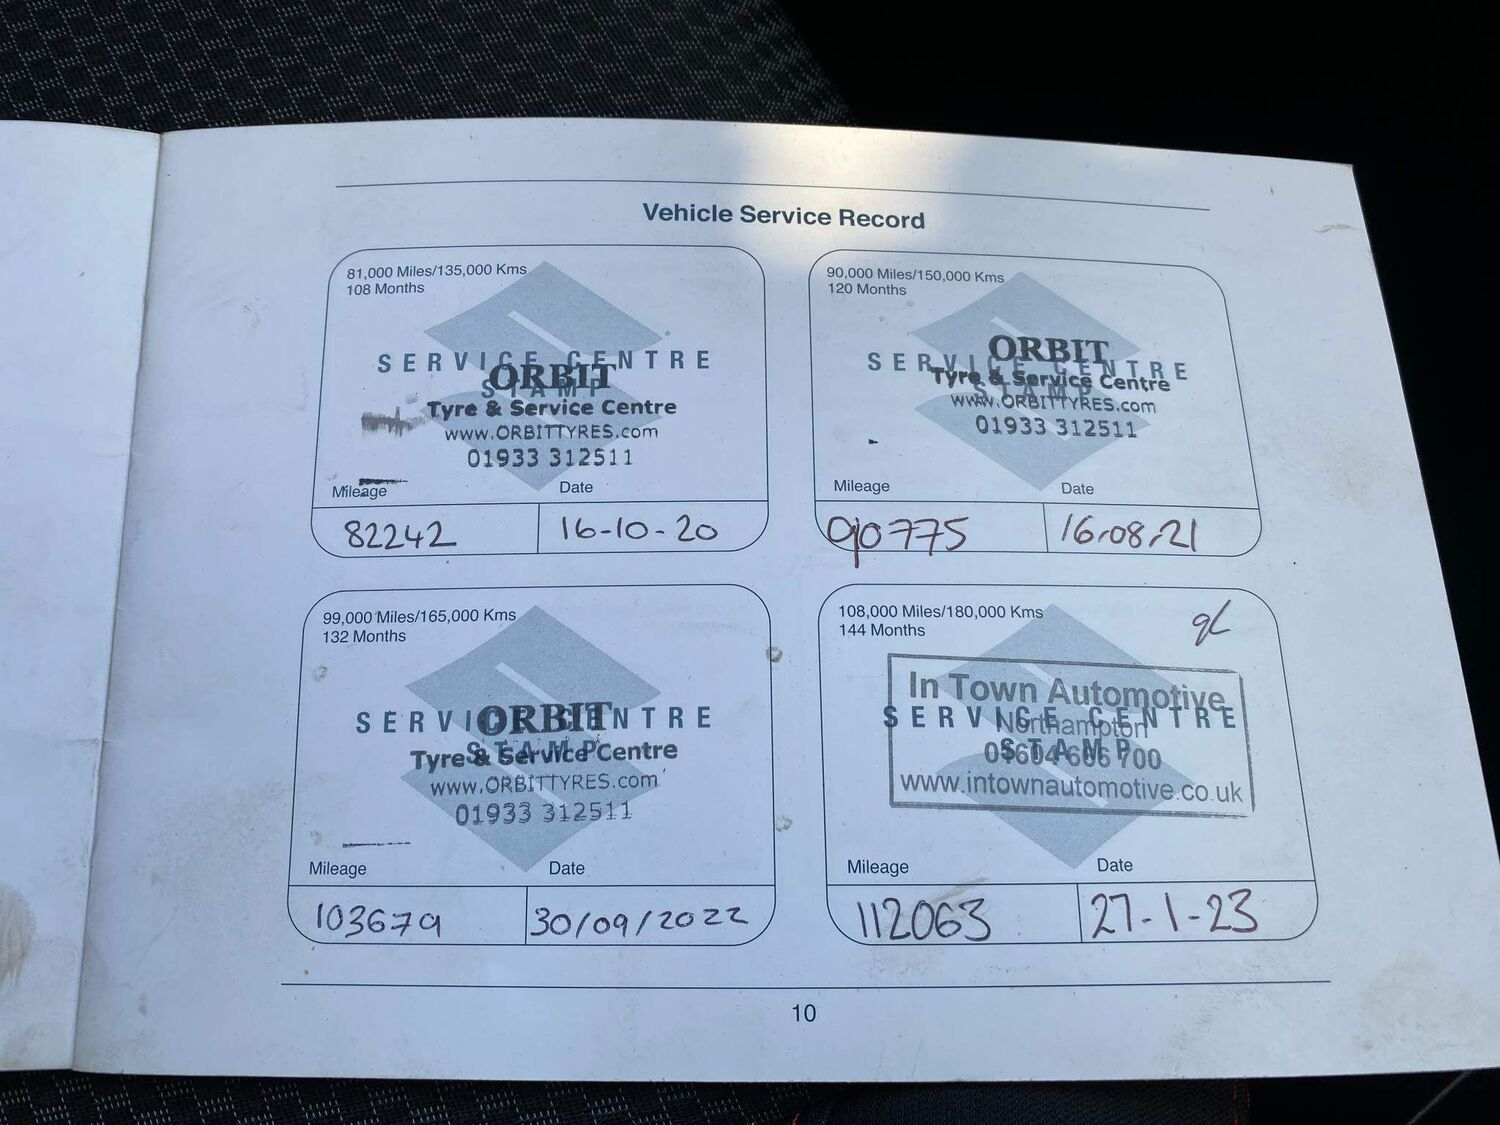 Vehicle Service Record
81,000 Miles/135,000 Kms
108 Months
SERVICE CENTRE
STAMP
ORBIT
Tyre & Service Centre
www.ORBITTYRES.com
01933 312511
Mileage
Date
82242
16-10-20
90,000 Miles/150,000 Kms
120 Months
SERVICE CENTRE
STAMP
ORBIT
Tyre & Service Centre
www.ORBITTYRES.com
01933 312511
Mileage
Date
90775
16.08.21
99,000 Miles/165,000 Kms
132 Months
SERVICE CENTRE
STAMP
ORBIT
Tyre & Service Centre
www.ORBITTYRES.com
01933 312511
Mileage
Date
103679
30/09/2022
108,000 Miles/180,000 Kms
144 Months
SERVICE CENTRE
STAMP
In Town Automotive
Northampton
01604 606 700
www.intownautomotive.co.uk
Mileage
Date
112063
27-1-23
10